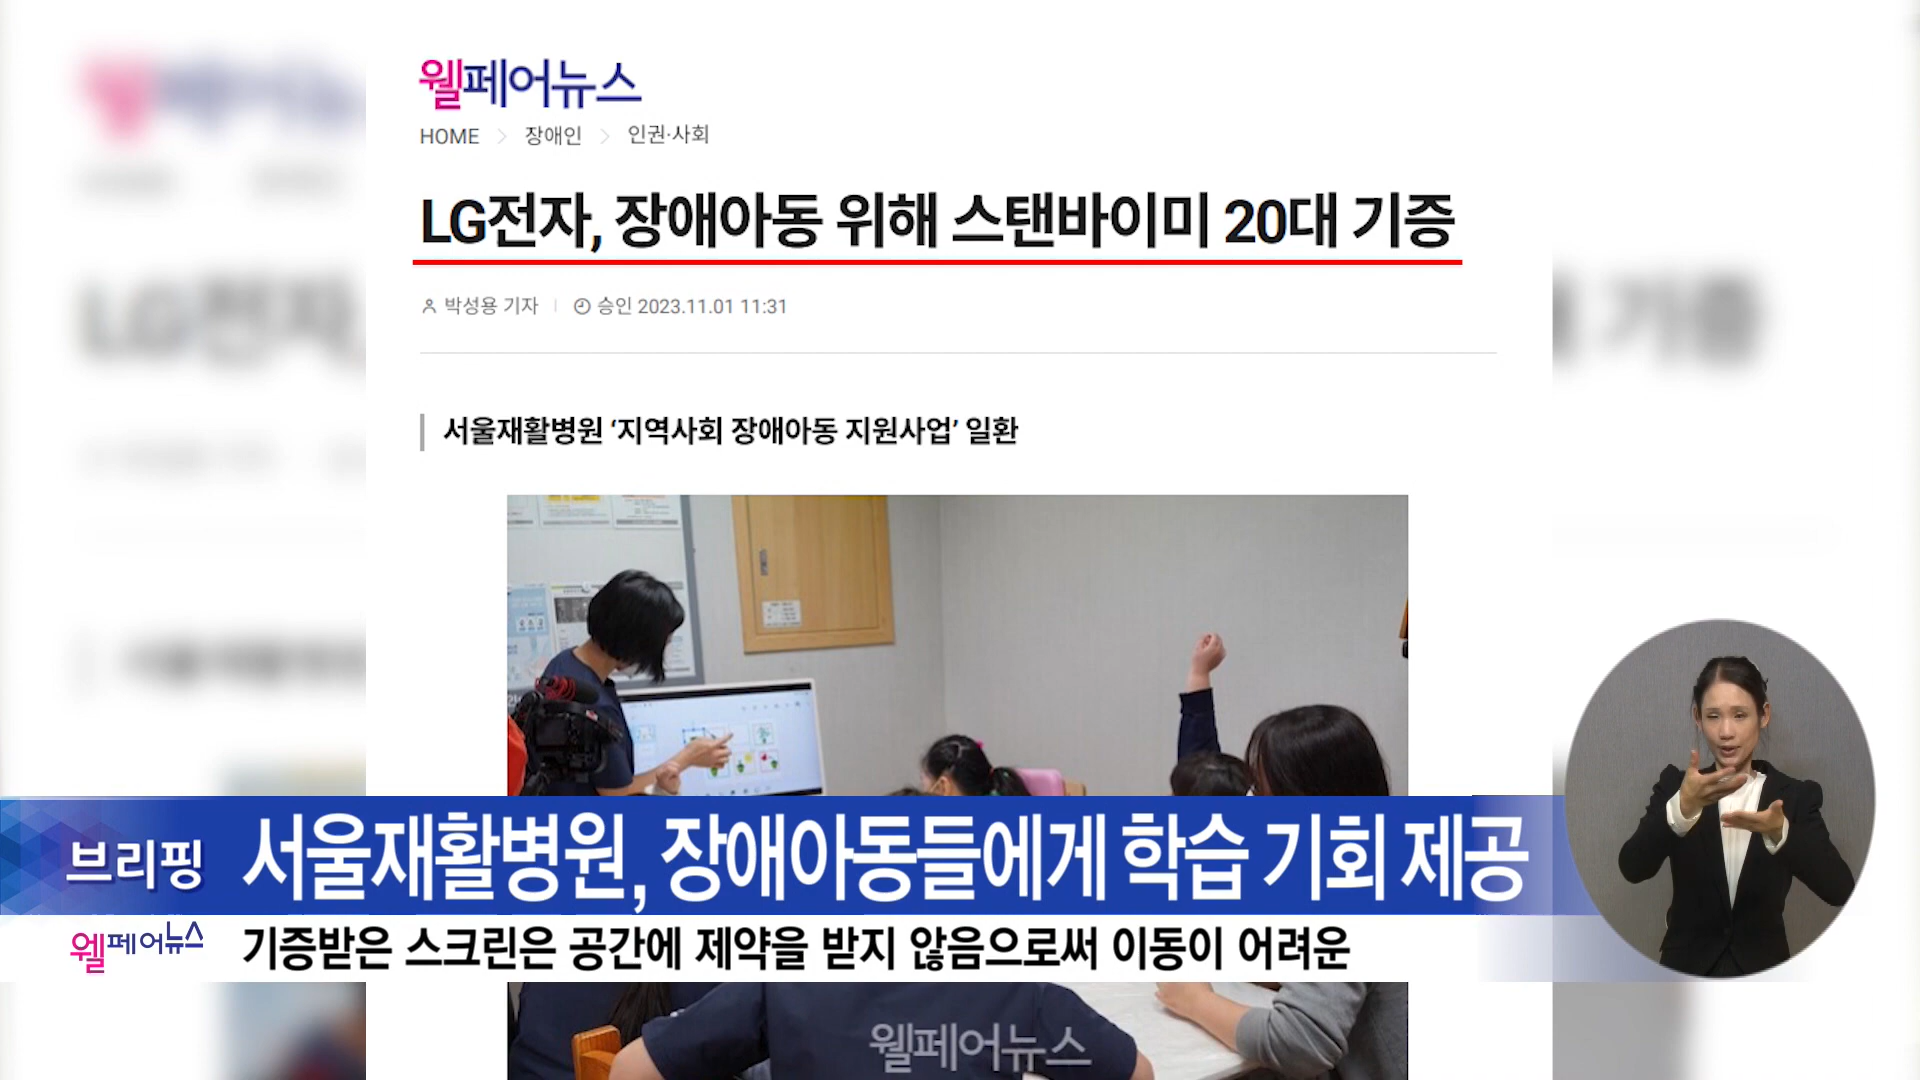 웰페어뉴스
HOME > 장애인 > 인권·사회
LG전자, 장애아동 위해 스탠바이미 20대 기증
박성용 기자 | 승인 2023.11.01 11:31
서울재활병원 ‘지역사회 장애아동 지원사업’ 일환
브리핑
서울재활병원, 장애아동들에게 학습 기회 제공
웰페어뉴스
기증받은 스크린은 공간에 제약을 받지 않음으로써 이동이 어려운
웰페어뉴스